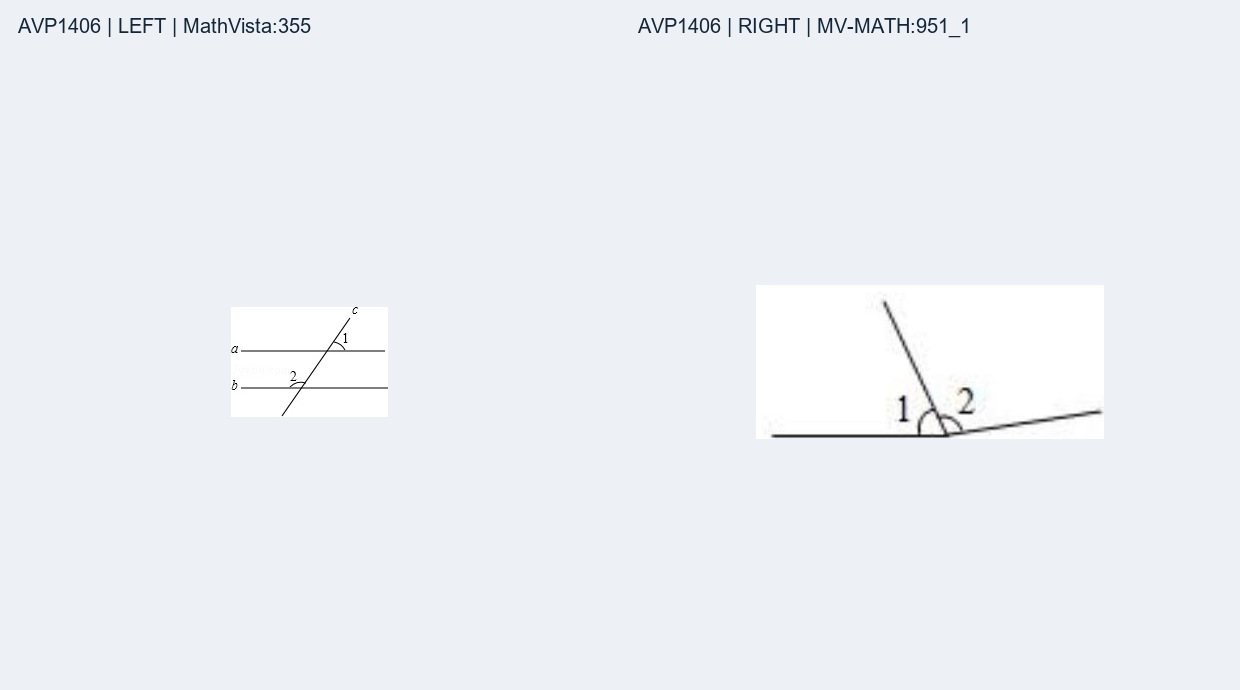 AVP1406 | LEFT | MathVista:355
AVP1406 | RIGHT | MV-MATH:951_1
c
1
a
2
b
1
2